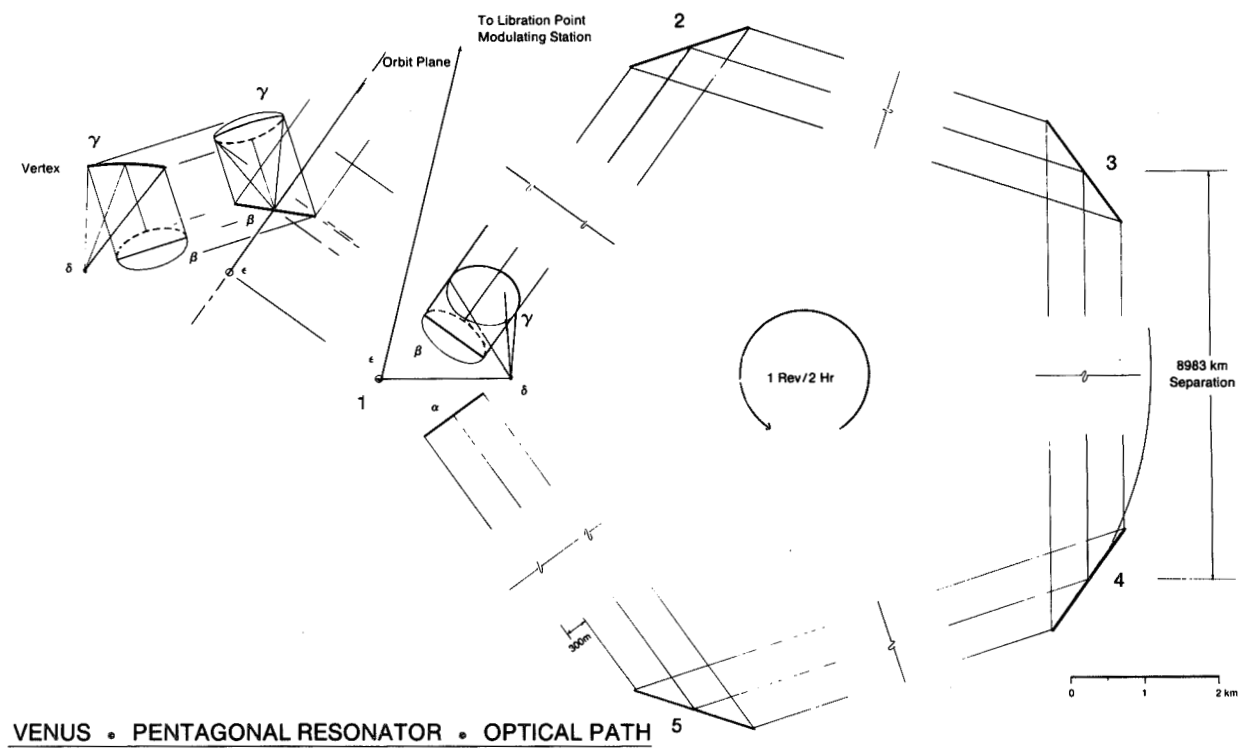 To Libration Point
Modulating Station
2
Orbit Plane
γ
γ
3
Vertex
β
δ
β
ε
γ
8983 km
Separation
1 Rev/2 Hr
ε
β
δ
1
α
4
300m
0 1 2 km
5
VENUS • PENTAGONAL RESONATOR • OPTICAL PATH